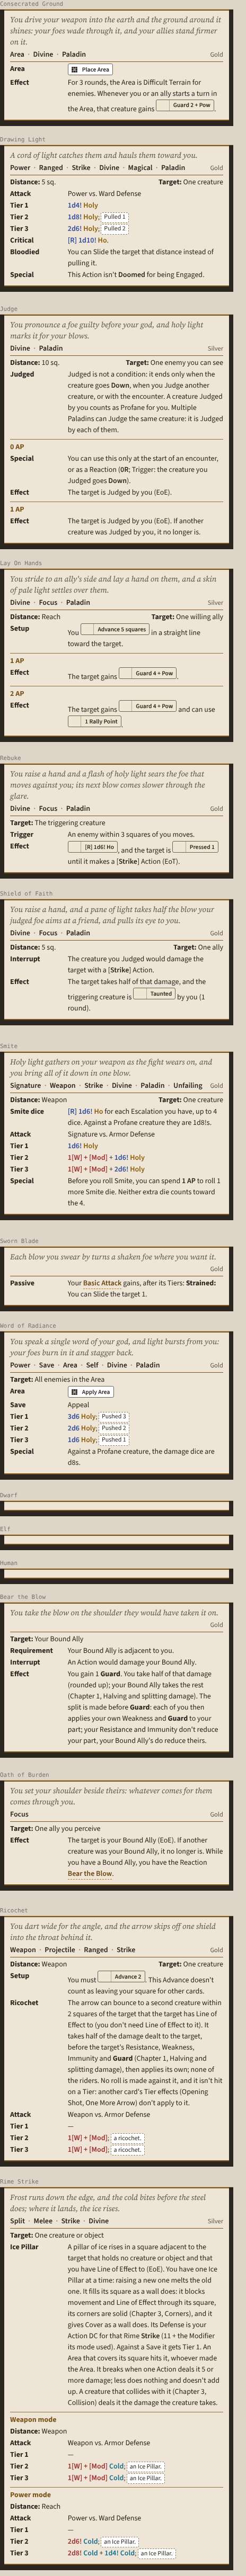 Consecrated Ground
You drive your weapon into the earth and the ground around it
shines; your foes wade through it, and your allies stand firmer
on it.
Area · Divine · Paladin Gold
Area Place Area
Effect For 3 rounds, the Area is Difficult Terrain for
enemies. Whenever you or an ally starts a turn in
the Area, that creature gains Guard 2 + Pow.
Drawing Light
A cord of light catches them and hauls them toward you.
Power · Ranged · Strike · Divine · Magical · Paladin Gold
Distance: 5 sq. Target: One creature
Attack Power vs. Ward Defense
Tier 1 1d4! Holy
Tier 2 1d8! Holy; Pulled 1
Tier 3 2d6! Holy; Pulled 2
Critical [R] 1d10! Ho.
Bloodied You can Slide the target that distance instead of
pulling it.
Special This Action isn't Doomed for being Engaged.
Judge
You pronounce a foe guilty before your god, and holy light
marks it for your blows.
Divine · Paladin Silver
Distance: 10 sq. Target: One enemy you can see
Judged Judged is not a condition: it ends only when the
creature goes Down, when you Judge another
creature, or with the encounter. A creature Judged
by you counts as Profane for you. Multiple
Paladins can Judge the same creature: it is Judged
by each of them.
0 AP
Special You can use this only at the start of an encounter,
or as a Reaction (0R; Trigger: the creature you
Judged goes Down).
Effect The target is Judged by you (EoE).
1 AP
Effect The target is Judged by you (EoE). If another
creature was Judged by you, it no longer is.
Lay On Hands
You stride to an ally's side and lay a hand on them, and a skin
of pale light settles over them.
Divine · Focus · Paladin Silver
Distance: Reach Target: One willing ally
Setup You Advance 5 squares in a straight line
toward the target.
1 AP
Effect The target gains Guard 4 + Pow
2 AP
Effect The target gains Guard 4 + Pow and can use
1 Rally Point
Rebuke
You raise a hand and a flash of holy light sears the foe that
moves against you; its next blow comes slower through the
glare.
Divine · Focus · Paladin Gold
Target: The triggering creature
Trigger An enemy within 3 squares of you moves.
Effect [R] 1d6! Ho, and the target is Pressed 1
until it makes a [Strike] Action (EoT).
Shield of Faith
You raise a hand, and a pane of light takes half the blow your
judged foe aims at a friend, and pulls its eye to you.
Divine · Focus · Paladin Gold
Distance: 5 sq. Target: One ally
Interrupt The creature you Judged would damage the
target with a [Strike] Action.
Effect The target takes half of that damage, and the
triggering creature is Taunted by you (1
round).
Smite
Holy light gathers on your weapon as the fight wears on, and
you bring all of it down in one blow.
Signature · Weapon · Strike · Divine · Paladin · Unfailing Gold
Distance: Weapon Target: One creature
Smite dice [R] 1d6! Ho for each Escalation you have, up to 4
dice. Against a Profane creature they are 1d8!s.
Attack Signature vs. Armor Defense
Tier 1 1d6! Holy
Tier 2 1[W] + [Mod] + 1d6! Holy
Tier 3 1[W] + [Mod] + 2d6! Holy
Special Before you roll Smite, you can spend 1 AP to roll 1
more Smite die. Neither extra die counts toward
the 4.
Sworn Blade
Each blow you swear by turns a shaken foe where you want it.
Gold
Passive Your Basic Attack gains, after its Tiers: Strained:
You can Slide the target 1.
Word of Radiance
You speak a single word of your god, and light bursts from you:
your foes burn in it and stagger back.
Power · Save · Area · Self · Divine · Paladin Gold
Target: All enemies in the Area
Area Apply Area
Save Appeal
Tier 1 3d6 Holy; Pushed 3
Tier 2 2d6 Holy; Pushed 2
Tier 3 1d6 Holy; Pushed 1
Special Against a Profane creature, the damage dice are
d8s.
Dwarf
Elf
Human
Bear the Blow
You take the blow on the shoulder they would have taken it on.
Gold
Target: Your Bound Ally
Requirement Your Bound Ally is adjacent to you.
Interrupt An Action would damage your Bound Ally.
Effect You gain 1 Guard. You take half of that damage
(rounded up); your Bound Ally takes the rest
(Chapter 1, Halving and splitting damage). The
split is made before Guard: each of you then
applies your own Weakness and Guard to your
part; your Resistance and Immunity don't reduce
your part, your Bound Ally's do reduce theirs.
Oath of Burden
You set your shoulder beside theirs: whatever comes for them
comes through you.
Focus Gold
Target: One ally you perceive
Effect The target is your Bound Ally (EoE). If another
creature was your Bound Ally, it no longer is. While
you have a Bound Ally, you have the Reaction
Bear the Blow.
Ricochet
You dart wide for the angle, and the arrow skips off one shield
into the throat behind it.
Weapon · Projectile · Ranged · Strike Gold
Distance: Weapon Target: One creature
Setup You must Advance 2. This Advance doesn't
count as leaving your square for other cards.
Ricochet The arrow can bounce to a second creature within
2 squares of the target that the target has Line of
Effect to (you don't need Line of Effect to it). It
takes half of the damage dealt to the target,
before the target's Resistance, Weakness,
Immunity and Guard (Chapter 1, Halving and
splitting damage), then applies its own; none of
the riders. No roll is made against it, and it isn't hit
on a Tier: another card's Tier effects (Opening
Shot, One More Arrow) don't apply to it.
Attack Weapon vs. Armor Defense
Tier 1 —
Tier 2 1[W] + [Mod]; a ricochet.
Tier 3 1[W] + [Mod]; a ricochet.
Rime Strike
Frost runs down the edge, and the cold bites before the steel
does; where it lands, the ice rises.
Split · Melee · Strike · Divine Silver
Target: One creature or object
Ice Pillar A pillar of ice rises in a square adjacent to the
target that holds no creature or object and that
you have Line of Effect to (EoE). You have one Ice
Pillar at a time: raising a new one melts the old
one. It fills its square as a wall does: it blocks
movement and Line of Effect through its square,
its corners are solid (Chapter 3, Corners), and it
gives Cover as a wall does. Its Defense is your
Action DC for that Rime Strike (11 + the Modifier
its mode used). Against a Save it gets Tier 1. An
Area that covers its square hits it, whoever made
the Area. It breaks when one Action deals it 5 or
more damage; less does nothing and doesn't add
up. A creature that collides with it (Chapter 3,
Collision) deals it the damage the creature takes.
Weapon mode
Distance: Weapon
Attack Weapon vs. Armor Defense
Tier 1 —
Tier 2 1[W] + [Mod] Cold; an Ice Pillar.
Tier 3 1[W] + [Mod] Cold; an Ice Pillar.
Power mode
Distance: Reach
Attack Power vs. Ward Defense
Tier 1 —
Tier 2 2d6! Cold; an Ice Pillar.
Tier 3 2d8! Cold + 1d4! Cold; an Ice Pillar.